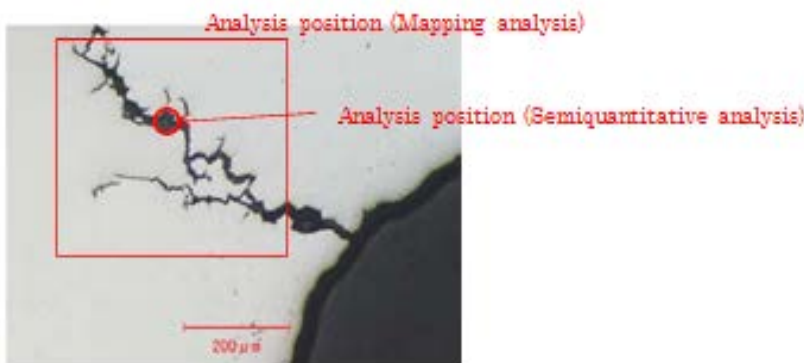 Analysis position (Mapping analysis)
Analysis position (Semiquantitative analysis)
200μm